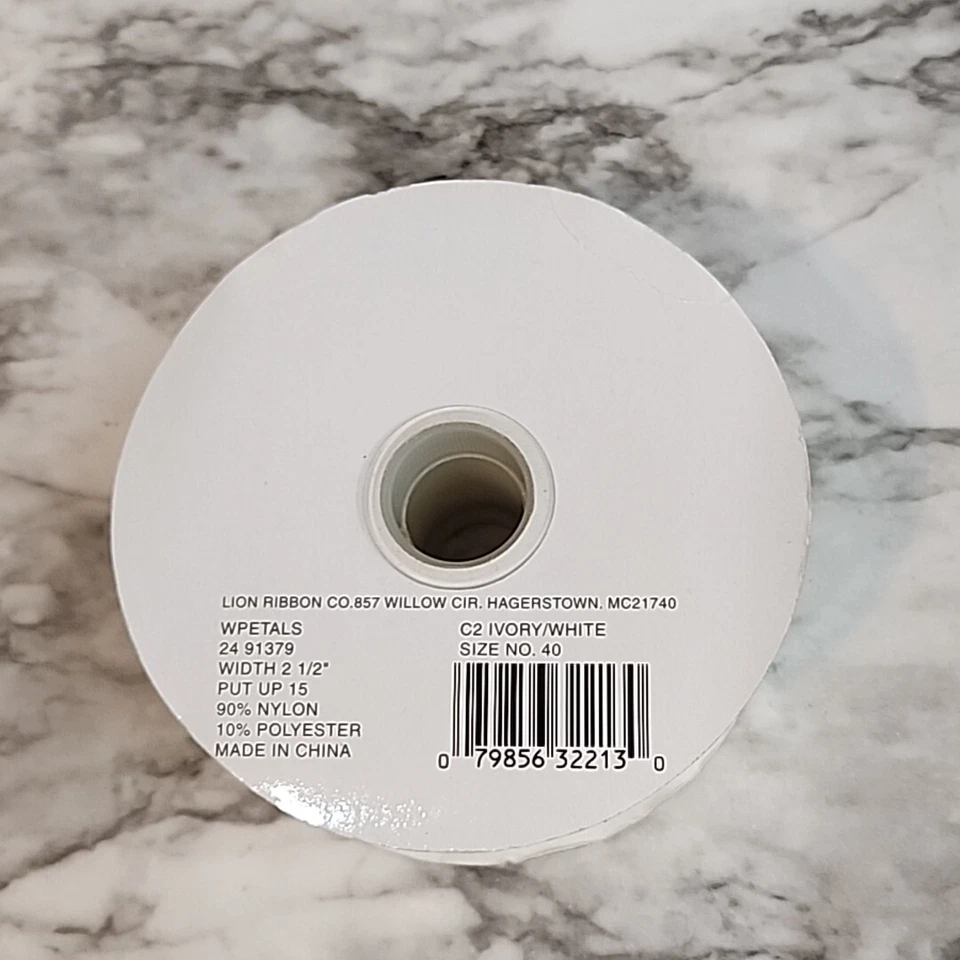 LION RIBBON CO.857 WILLOW CIR. HAGERSTOWN. MC21740
WPETALS
24 91379
WIDTH 2 1/2"
PUT UP 15
90% NYLON
10% POLYESTER
MADE IN CHINA
C2 IVORY/WHITE
SIZE NO. 40
0 79856 32213 0